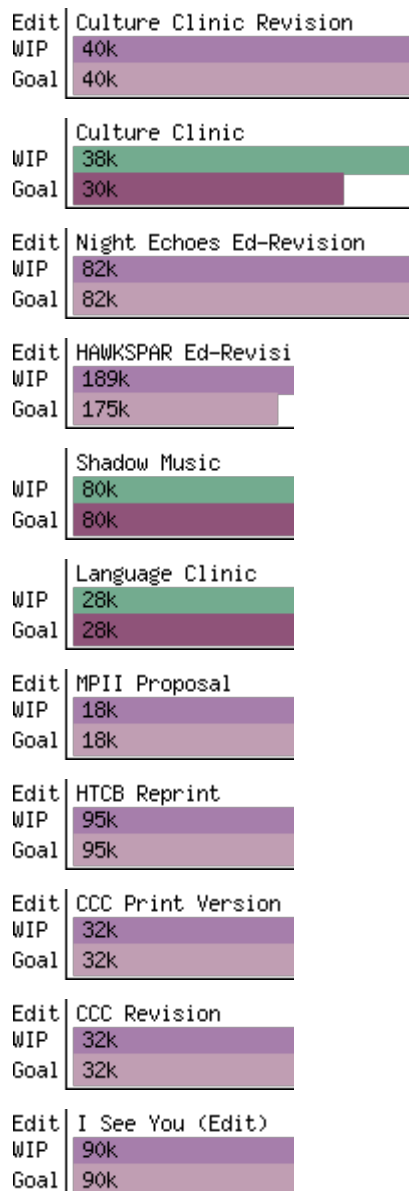 Edit Culture Clinic Revision
WIP 40k
Goal 40k
Culture Clinic
WIP 38k
Goal 30k
Edit Night Echoes Ed-Revision
WIP 82k
Goal 82k
Edit HAWKSPAR Ed-Revisi
WIP 189k
Goal 175k
Shadow Music
WIP 80k
Goal 80k
Language Clinic
WIP 28k
Goal 28k
Edit MPII Proposal
WIP 18k
Goal 18k
Edit HTCB Reprint
WIP 95k
Goal 95k
Edit CCC Print Version
WIP 32k
Goal 32k
Edit CCC Revision
WIP 32k
Goal 32k
Edit I See You (Edit)
WIP 90k
Goal 90k